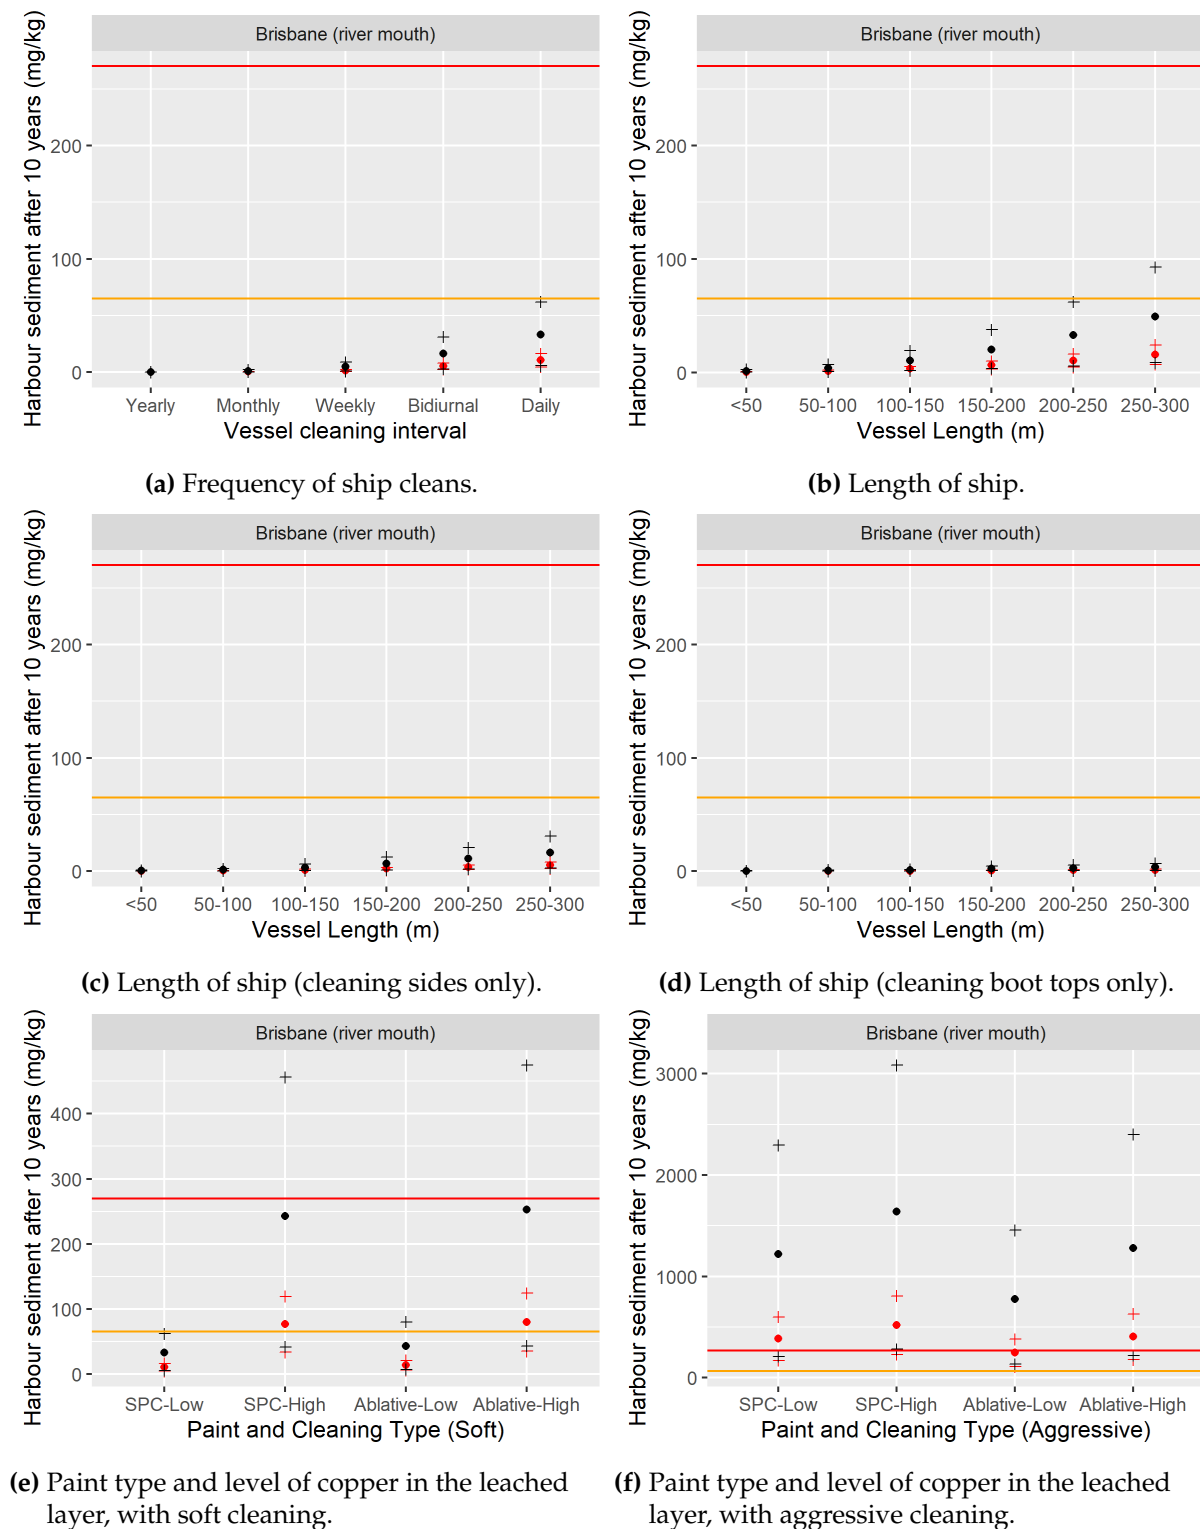 Brisbane (river mouth)
Harbour sediment after 10 years (mg/kg)
200
100
0
Yearly Monthly Weekly Bidiurnal Daily
Vessel cleaning interval
(a) Frequency of ship cleans.
Brisbane (river mouth)
Harbour sediment after 10 years (mg/kg)
200
100
0
<50 50-100 100-150 150-200 200-250 250-300
Vessel Length (m)
(b) Length of ship.
Brisbane (river mouth)
Harbour sediment after 10 years (mg/kg)
200
100
0
<50 50-100 100-150 150-200 200-250 250-300
Vessel Length (m)
(c) Length of ship (cleaning sides only).
Brisbane (river mouth)
Harbour sediment after 10 years (mg/kg)
200
100
0
<50 50-100 100-150 150-200 200-250 250-300
Vessel Length (m)
(d) Length of ship (cleaning boot tops only).
Brisbane (river mouth)
Harbour sediment after 10 years (mg/kg)
400
300
200
100
0
SPC-Low SPC-High Ablative-Low Ablative-High
Paint and Cleaning Type (Soft)
(e) Paint type and level of copper in the leached
layer, with soft cleaning.
Brisbane (river mouth)
Harbour sediment after 10 years (mg/kg)
3000
2000
1000
0
SPC-Low SPC-High Ablative-Low Ablative-High
Paint and Cleaning Type (Aggressive)
(f) Paint type and level of copper in the leached
layer, with aggressive cleaning.